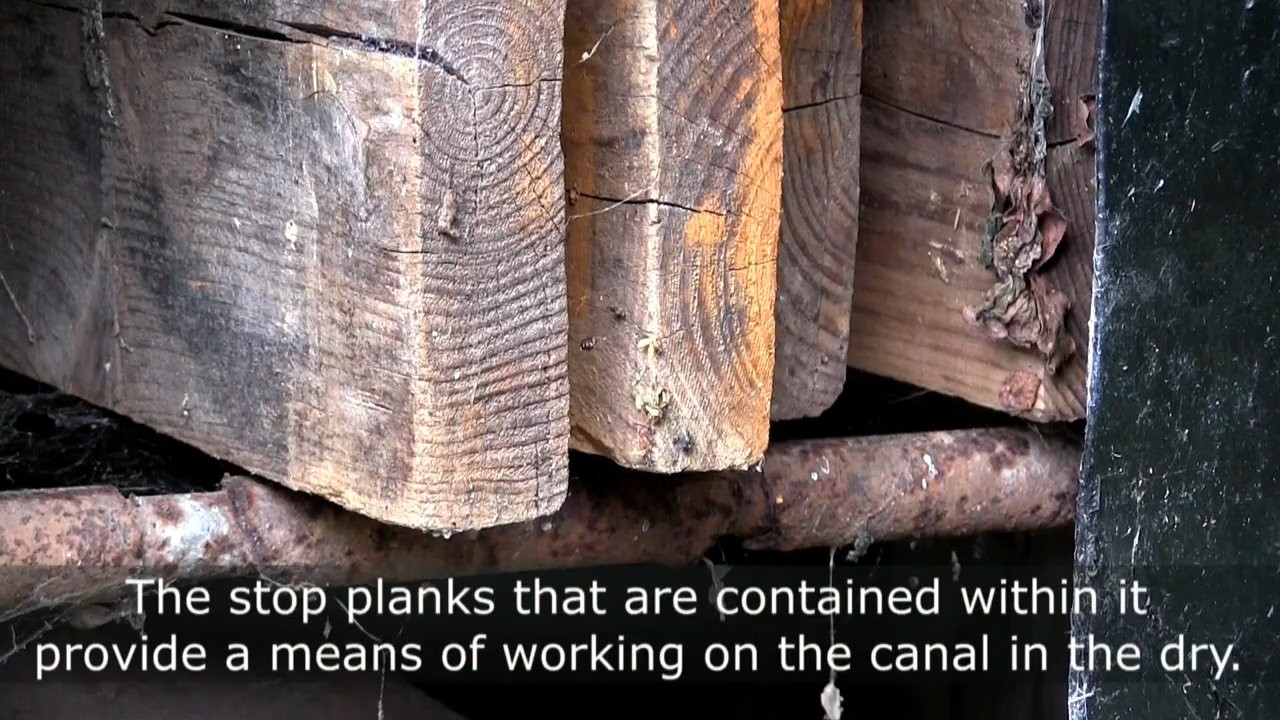 The stop planks that are contained within it
provide a means of working on the canal in the dry.